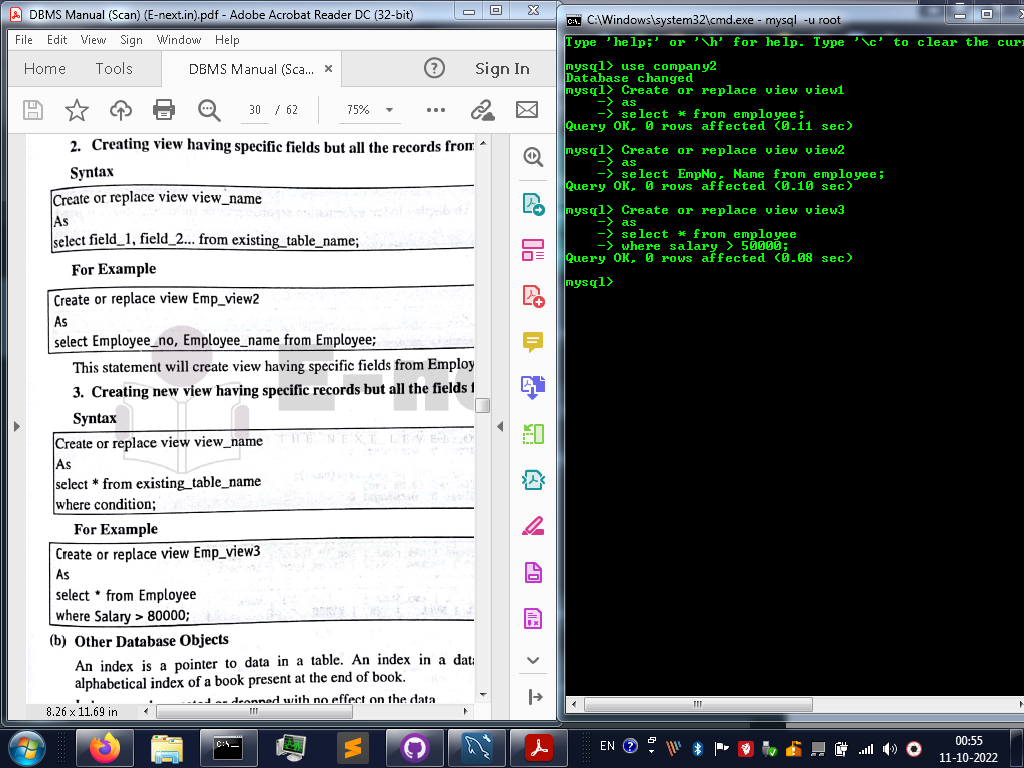 DBMS Manual (Scan) (E-next.in).pdf - Adobe Acrobat Reader DC (32-bit)
File Edit View Sign Window Help
Home Tools DBMS Manual (Sca... × ? Sign In
30 / 62 75%
2. Creating view having specific fields but all the records from
Syntax
Create or replace view view_name
As
select field_1, field_2... from existing_table_name;
For Example
Create or replace view Emp_view2
As
select Employee_no, Employee_name from Employee;
This statement will create view having specific fields from Employ
3. Creating new view having specific records but all the fields f
Syntax
THE NEXT LEVEL O
Create or replace view view_name
As
select * from existing_table_name
where condition;
For Example
Create or replace view Emp_view3
As
select * from Employee
where Salary > 80000;
(b) Other Database Objects
An index is a pointer to data in a table. An index in a data
alphabetical index of a book present at the end of book.
or dropped with no effect on the data
8.26 x 11.69 in
C:\Windows\system32\cmd.exe - mysql -u root
Type 'help;' or '\h' for help. Type '\c' to clear the curr
mysql> use company2
Database changed
mysql> Create or replace view view1
-> as
-> select * from employee;
Query OK, 0 rows affected (0.11 sec)
mysql> Create or replace view view2
-> as
-> select EmpNo, Name from employee;
Query OK, 0 rows affected (0.10 sec)
mysql> Create or replace view view3
-> as
-> select * from employee
-> where salary > 50000;
Query OK, 0 rows affected (0.08 sec)
mysql>
EN
00:55
11-10-2022